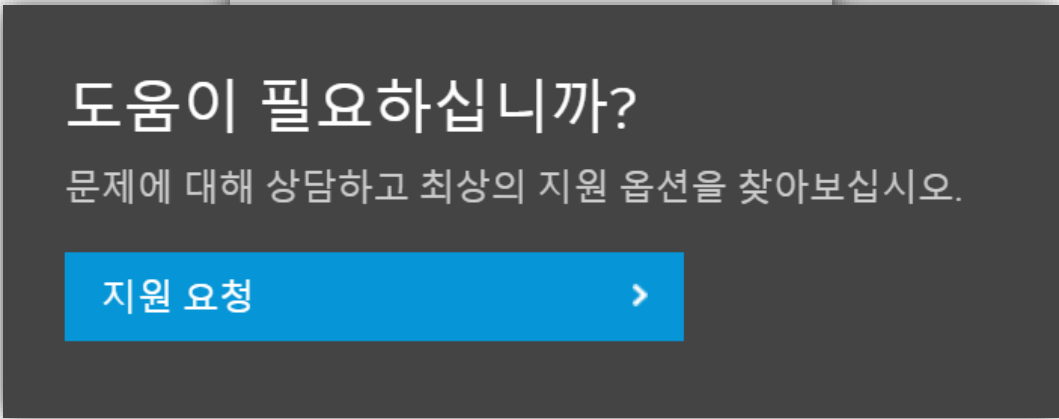 도움이 필요하십니까?
문제에 대해 상담하고 최상의 지원 옵션을 찾아보십시오.
지원 요청